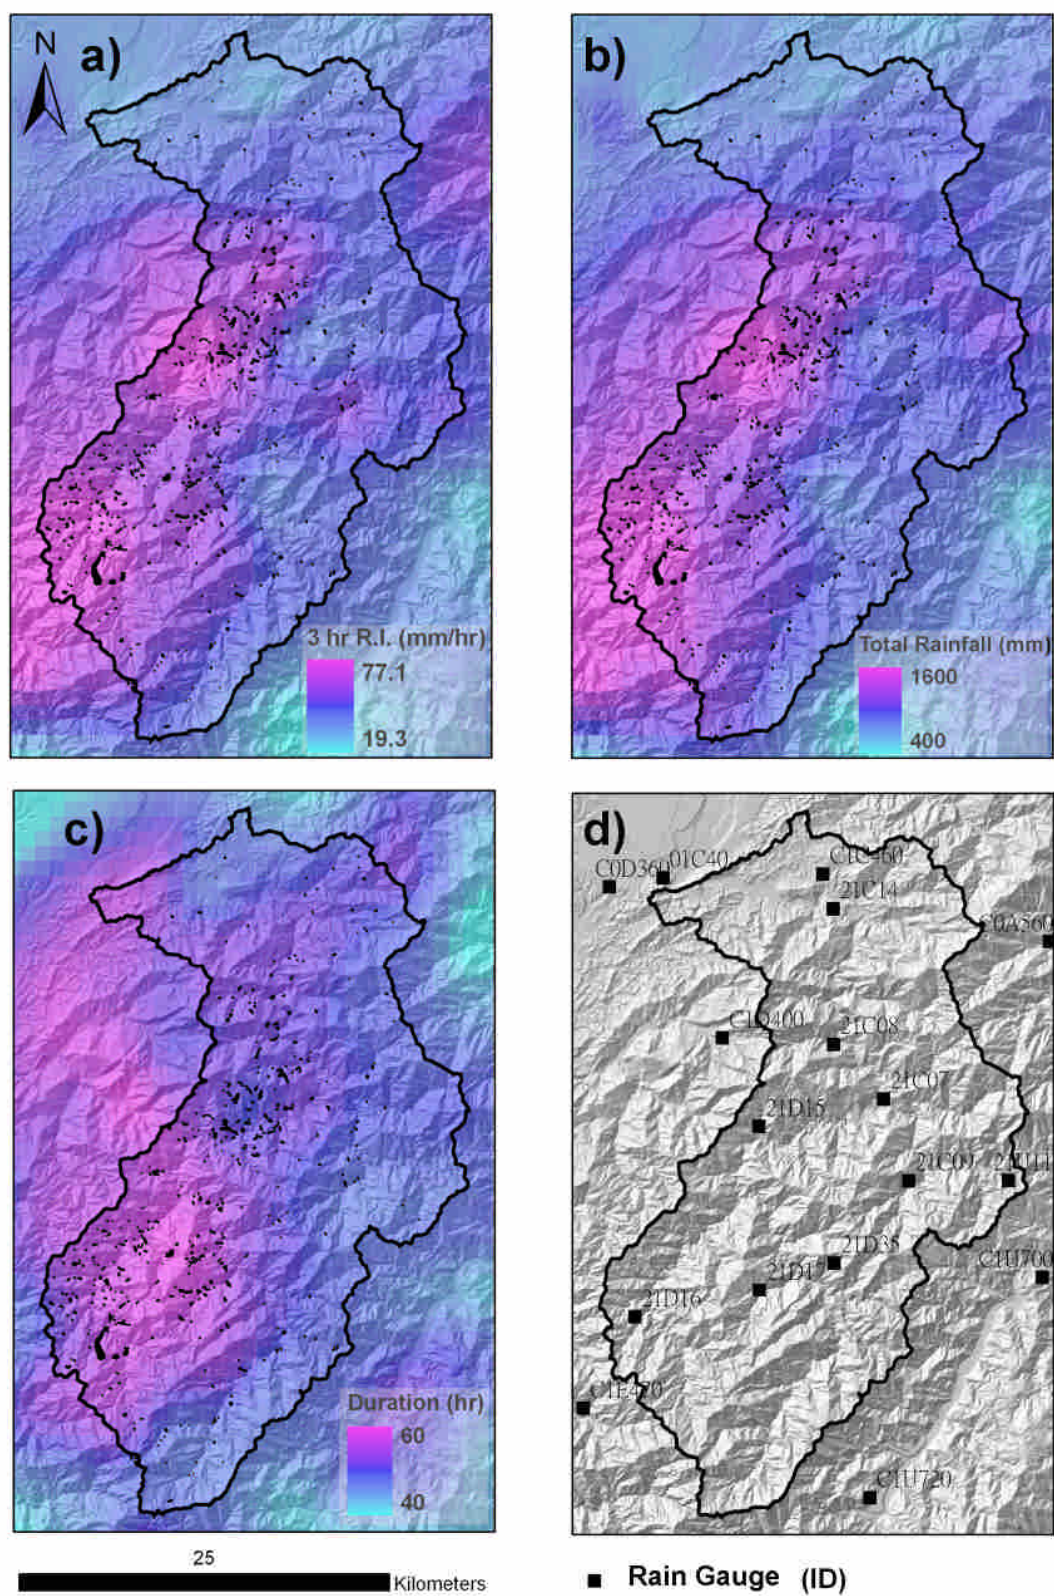 N
a)
b)
3 hr R.I. (mm/hr)
77.1
19.3
Total Rainfall (mm)
1600
400
c)
d)
C0D360
01C40
C1C460
21C14
C0A560
C1D400
21C08
21C07
21D15
21C09
21U11
21D35
C1U700
21D17
21D16
C1E470
C1U720
Duration (hr)
60
40
25
Kilometers
Rain Gauge (ID)